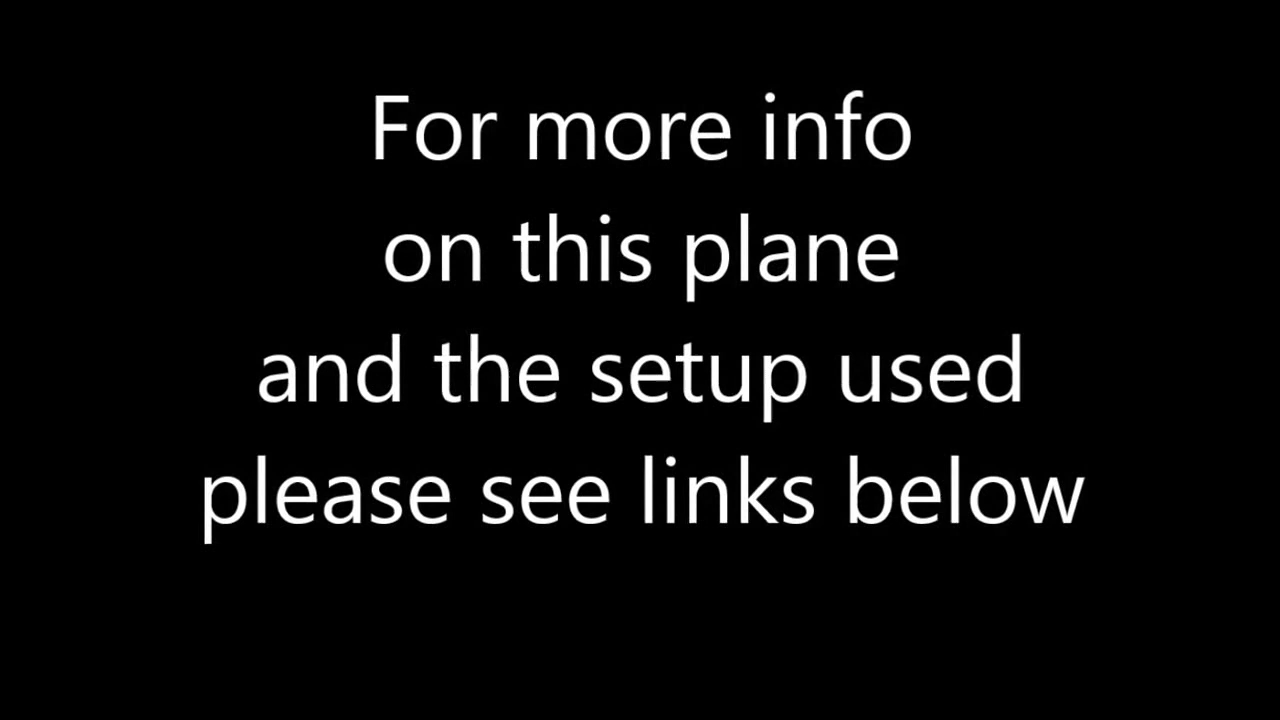 For more info
on this plane
and the setup used
please see links below